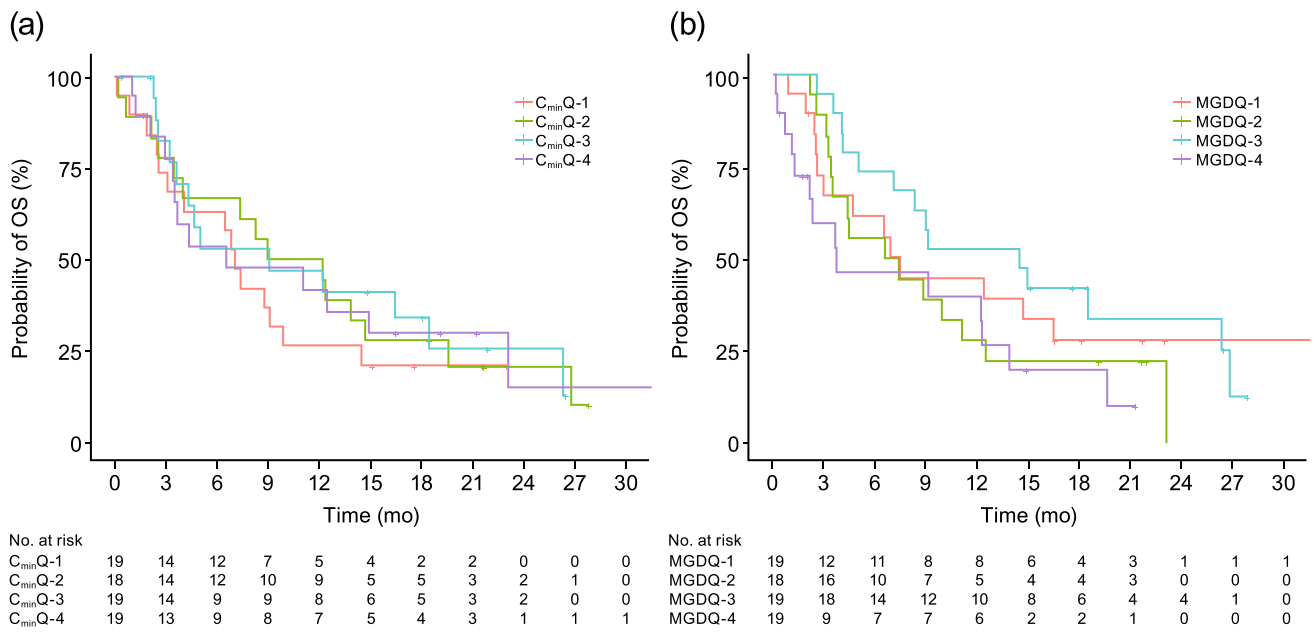 (a)
(b)
Probability of OS (%)
100
75
50
25
0
CminQ-1
CminQ-2
CminQ-3
CminQ-4
0 3 6 9 12 15 18 21 24 27 30
Time (mo)
Probability of OS (%)
100
75
50
25
0
MGDQ-1
MGDQ-2
MGDQ-3
MGDQ-4
0 3 6 9 12 15 18 21 24 27 30
Time (mo)
No. at risk
CminQ-1 19 14 12 7 5 4 2 2 0 0 0
CminQ-2 18 14 12 10 9 5 5 3 2 1 0
CminQ-3 19 14 9 9 8 6 5 3 2 0 0
CminQ-4 19 13 9 8 7 5 4 3 1 1 1
No. at risk
MGDQ-1 19 12 11 8 8 6 4 3 1 1 1
MGDQ-2 18 16 10 7 5 4 4 3 0 0 0
MGDQ-3 19 18 14 12 10 8 6 4 4 1 0
MGDQ-4 19 9 7 7 6 2 2 1 0 0 0